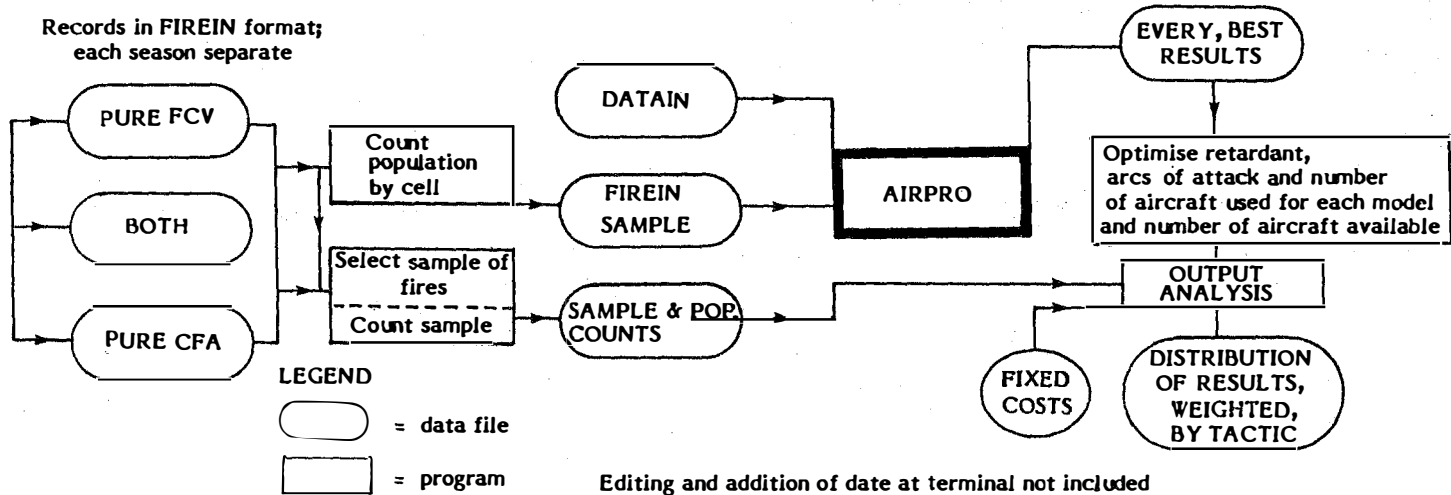 Records in FIREIN format;
each season separate
PURE FCV
BOTH
PURE CFA
Count
population
by cell
Select sample of
fires
Count sample
DATAIN
FIREIN
SAMPLE
SAMPLE & POP.
COUNTS
AIRPRO
EVERY, BEST
RESULTS
Optimise retardant,
arcs of attack and number
of aircraft used for each model
and number of aircraft available
OUTPUT
ANALYSIS
FIXED
COSTS
DISTRIBUTION
OF RESULTS,
WEIGHTED,
BY TACTIC
LEGEND
= data file
= program
Editing and addition of date at terminal not included